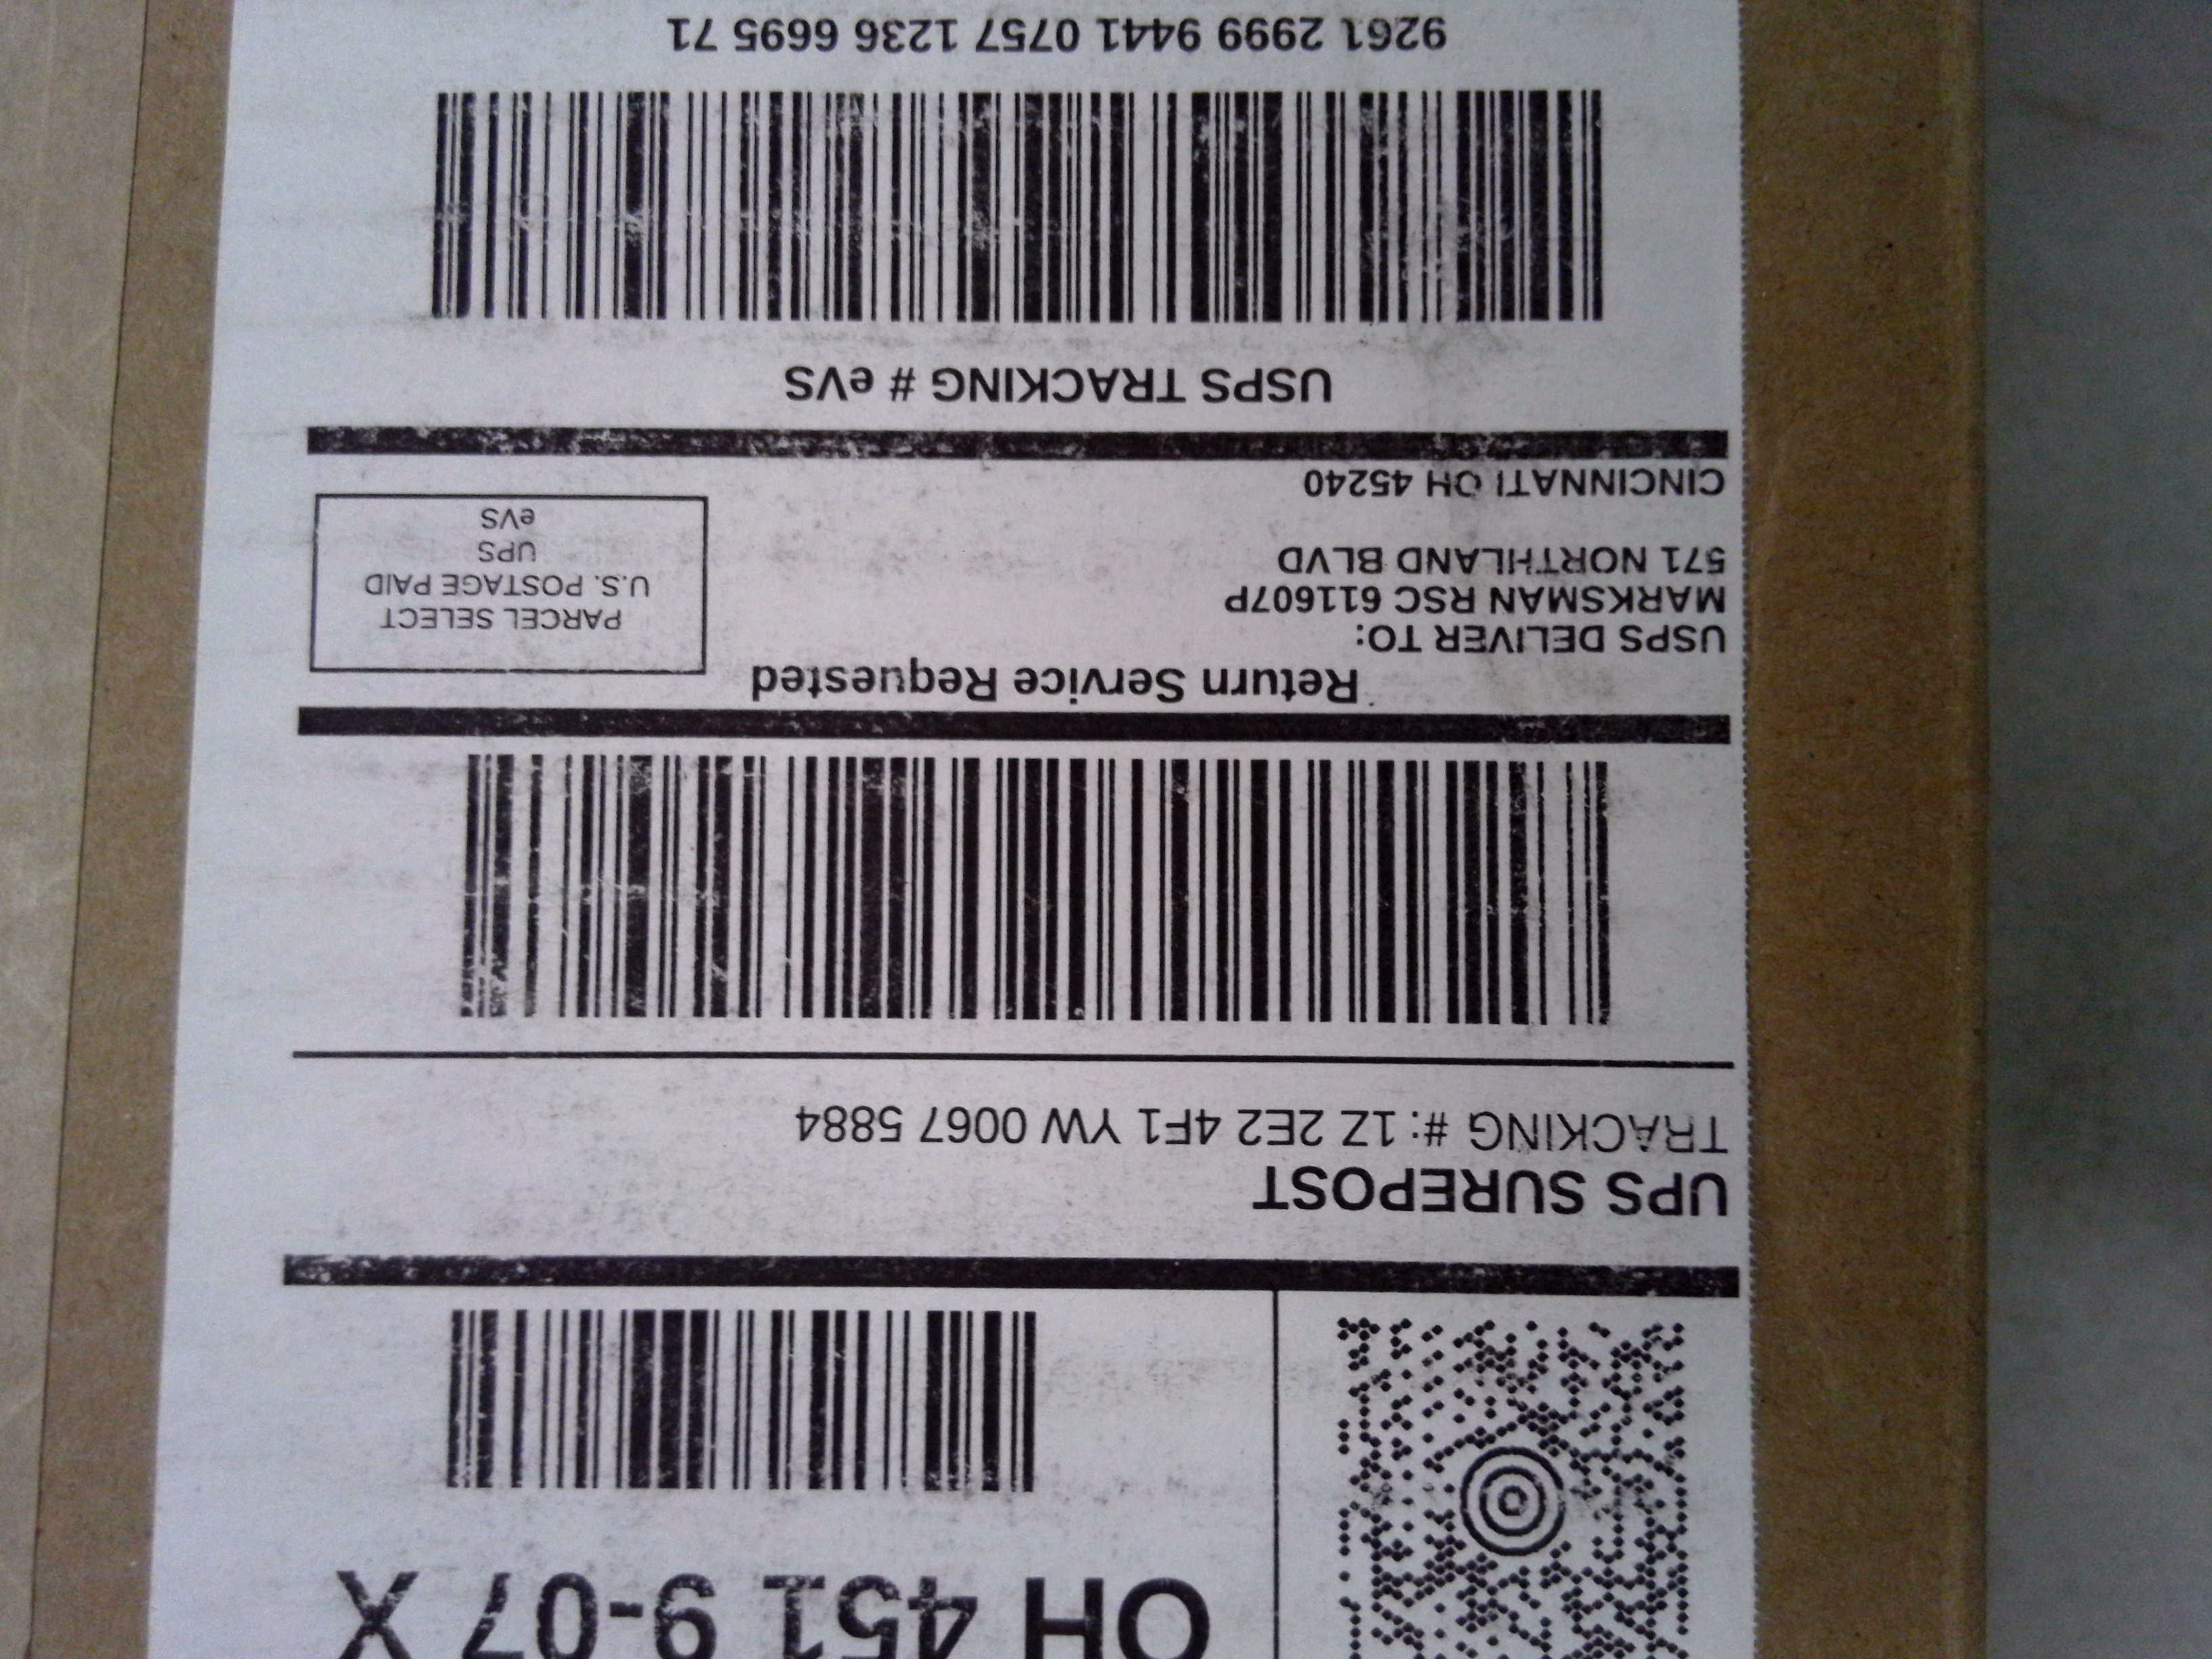 OH 451 9-07 X
UPS SUREPOST
TRACKING #: 1Z 2E2 4F1 YW 0067 5884
Return Service Requested
USPS DELIVER TO:
MARKSMAN RSC 611607P
571 NORTHLAND BLVD
CINCINNATI OH 45240
PARCEL SELECT
U.S. POSTAGE PAID
UPS
eVS
USPS TRACKING # eVS
9261 2999 9441 0757 1236 6695 71